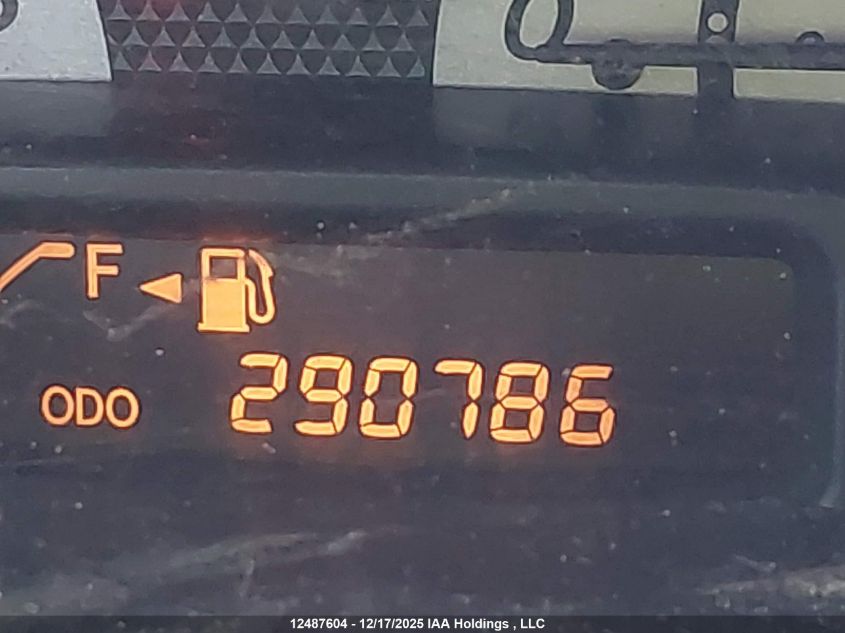 F
ODO 290786
12487604 - 12/17/2025 IAA Holdings , LLC